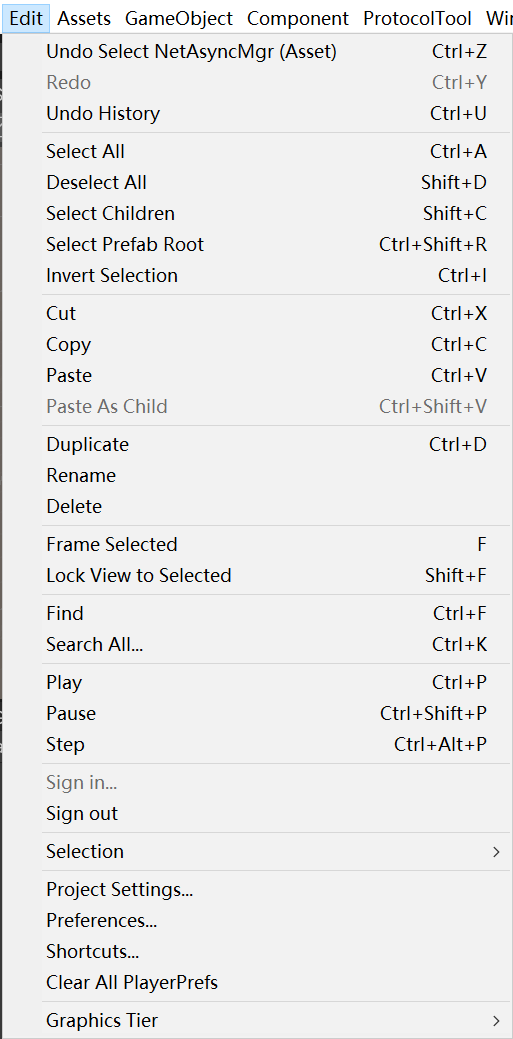 Edit Assets GameObject Component ProtocolTool
Undo Select NetAsyncMgr (Asset) Ctrl+Z
Redo Ctrl+Y
Undo History Ctrl+U
Select All Ctrl+A
Deselect All Shift+D
Select Children Shift+C
Select Prefab Root Ctrl+Shift+R
Invert Selection Ctrl+I
Cut Ctrl+X
Copy Ctrl+C
Paste Ctrl+V
Paste As Child Ctrl+Shift+V
Duplicate Ctrl+D
Rename
Delete
Frame Selected F
Lock View to Selected Shift+F
Find Ctrl+F
Search All... Ctrl+K
Play Ctrl+P
Pause Ctrl+Shift+P
Step Ctrl+Alt+P
Sign in...
Sign out
Selection
Project Settings...
Preferences...
Shortcuts...
Clear All PlayerPrefs
Graphics Tier